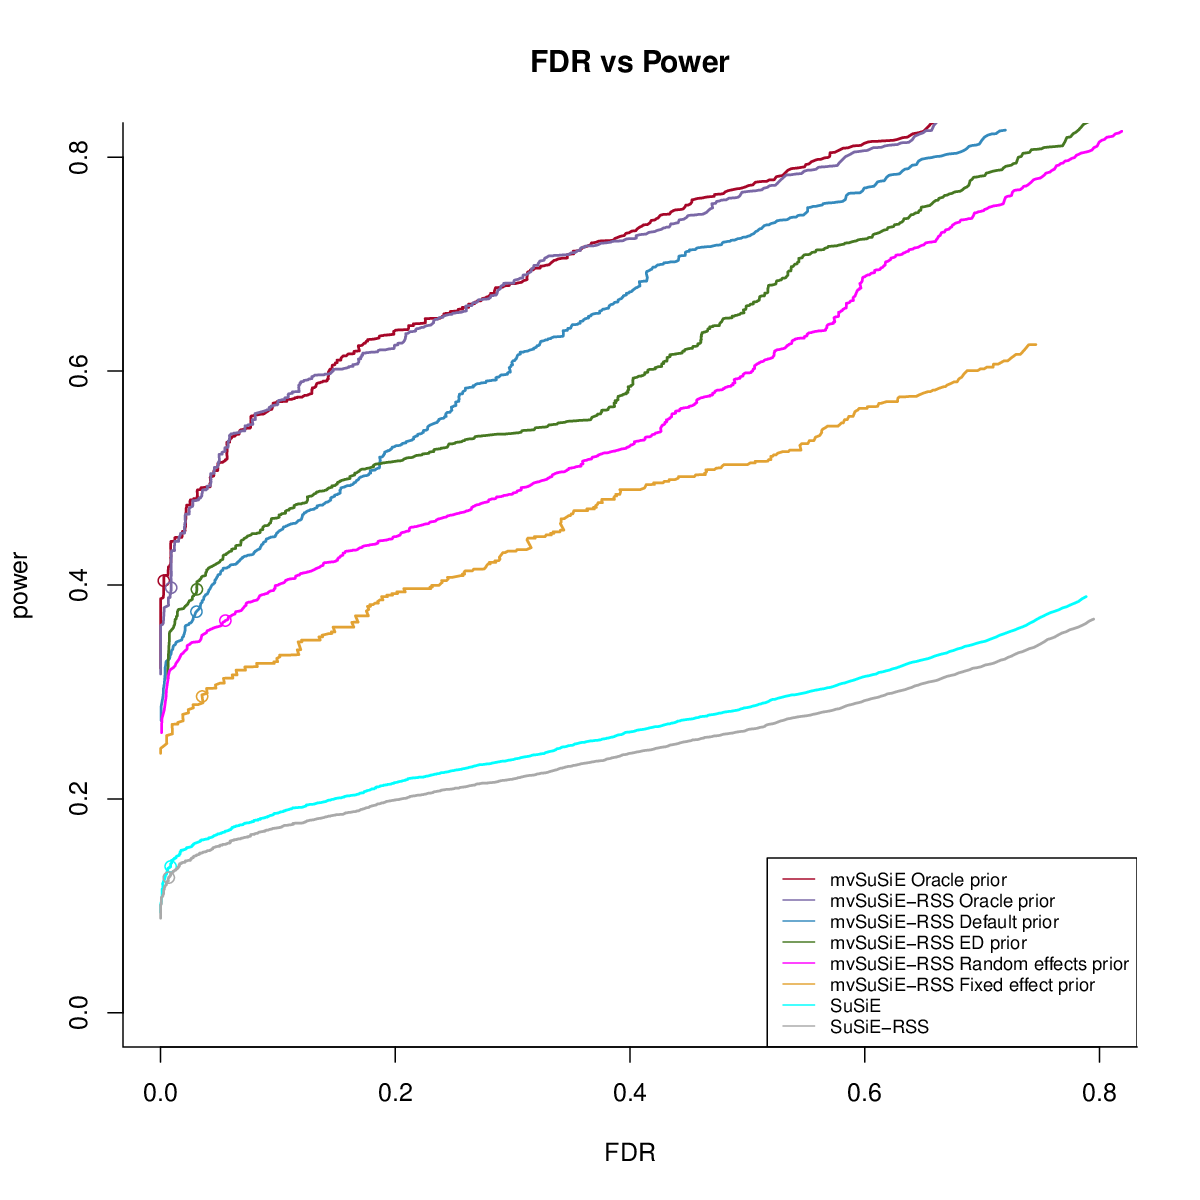 FDR vs Power
power
0.8
0.6
0.4
0.2
0.0
mvSuSiE Oracle prior
mvSuSiE−RSS Oracle prior
mvSuSiE−RSS Default prior
mvSuSiE−RSS ED prior
mvSuSiE−RSS Random effects prior
mvSuSiE−RSS Fixed effect prior
SuSiE
SuSiE−RSS
0.0 0.2 0.4 0.6 0.8
FDR